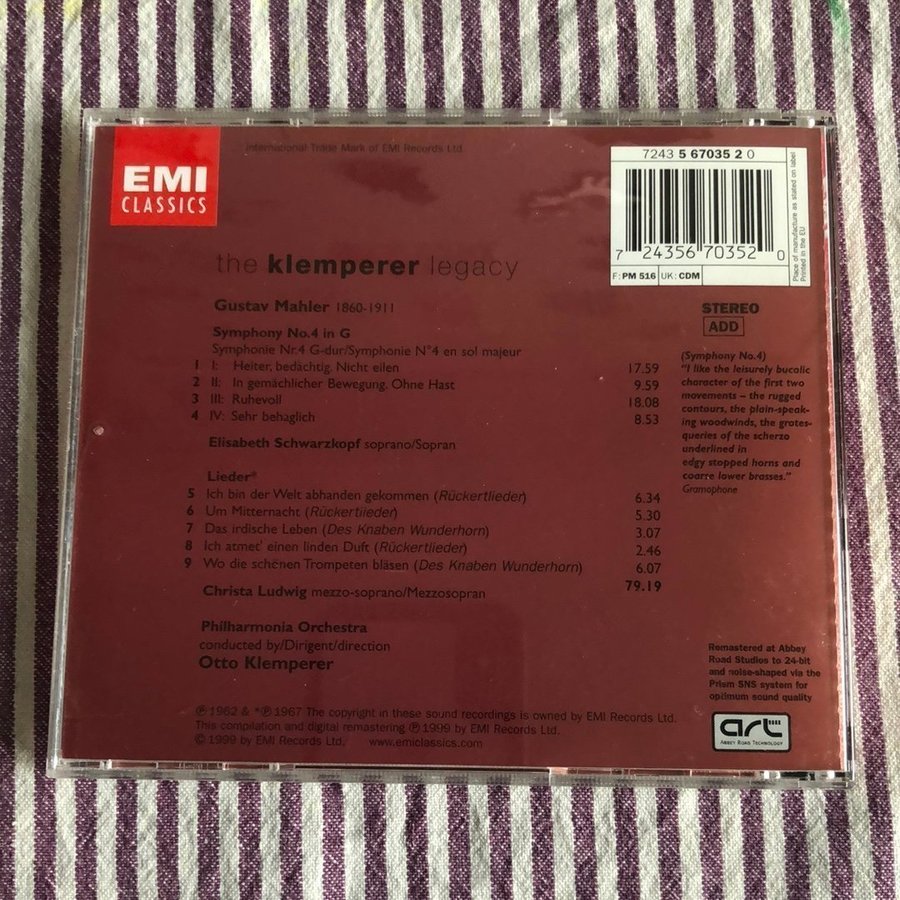 International Trade Mark of EMI Records Ltd.
EMI
CLASSICS
7243 5 67035 2 0
7 24356 70352 0
F: PM 516 UK: CDM
Place of manufacture as stated on label
Printed in the EU
the klemperer legacy
Gustav Mahler 1860-1911
Symphony No.4 in G
Symphonie Nr.4 G-dur/Symphonie N°4 en sol majeur
1 I: Heiter, bedächtig. Nicht eilen 17.59
2 II: In gemächlicher Bewegung. Ohne Hast 9.59
3 III: Ruhevoll 18.08
4 IV: Sehr behaglich 8.53
Elisabeth Schwarzkopf soprano/Sopran
Lieder*
5 Ich bin der Welt abhanden gekommen (Rückertlieder) 6.34
6 Um Mitternacht (Rückertlieder) 5.30
7 Das irdische Leben (Des Knaben Wunderhorn) 3.07
8 Ich atmet' einen linden Duft (Rückertlieder) 2.46
9 Wo die schönen Trompeten bläsen (Des Knaben Wunderhorn) 6.07
79.19
Christa Ludwig mezzo-soprano/Mezzosopran
Philharmonia Orchestra
conducted by/Dirigent/direction
Otto Klemperer
STEREO
ADD
(Symphony No.4)
"I like the leisurely bucolic
character of the first two
movements – the rugged
contours, the plain-speak-
ing woodwinds, the grotes-
queries of the scherzo
underlined in
edgy stopped horns and
coarse lower brasses."
Gramophone
Remastered at Abbey
Road Studios to 24-bit
and noise-shaped via the
Prism SNS system for
optimum sound quality
art
ABBEY ROAD TECHNOLOGY
℗ 1962 & *℗ 1967 The copyright in these sound recordings is owned by EMI Records Ltd.
This compilation and digital remastering ℗ 1999 by EMI Records Ltd.
© 1999 by EMI Records Ltd. www.emiclassics.com